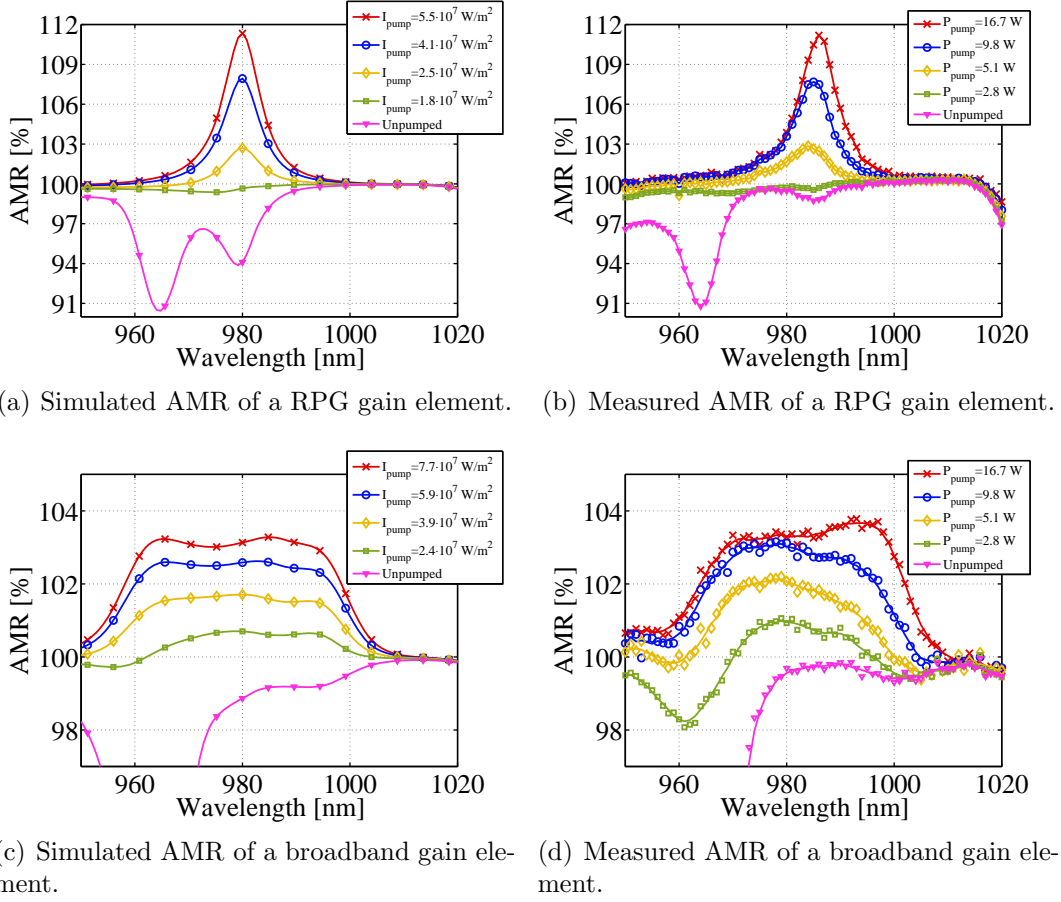 112
109
106
103
100
97
94
91
AMR [%]
960 980 1000 1020
Wavelength [nm]
I_pump=5.5·10^7 W/m^2
I_pump=4.1·10^7 W/m^2
I_pump=2.5·10^7 W/m^2
I_pump=1.8·10^7 W/m^2
Unpumped
(a) Simulated AMR of a RPG gain element.
112
109
106
103
100
97
94
91
AMR [%]
960 980 1000 1020
Wavelength [nm]
P_pump=16.7 W
P_pump=9.8 W
P_pump=5.1 W
P_pump=2.8 W
Unpumped
(b) Measured AMR of a RPG gain element.
104
102
100
98
AMR [%]
960 980 1000 1020
Wavelength [nm]
I_pump=7.7·10^7 W/m^2
I_pump=5.9·10^7 W/m^2
I_pump=3.9·10^7 W/m^2
I_pump=2.4·10^7 W/m^2
Unpumped
(c) Simulated AMR of a broadband gain ele-
ment.
104
102
100
98
AMR [%]
960 980 1000 1020
Wavelength [nm]
P_pump=16.7 W
P_pump=9.8 W
P_pump=5.1 W
P_pump=2.8 W
Unpumped
(d) Measured AMR of a broadband gain ele-
ment.